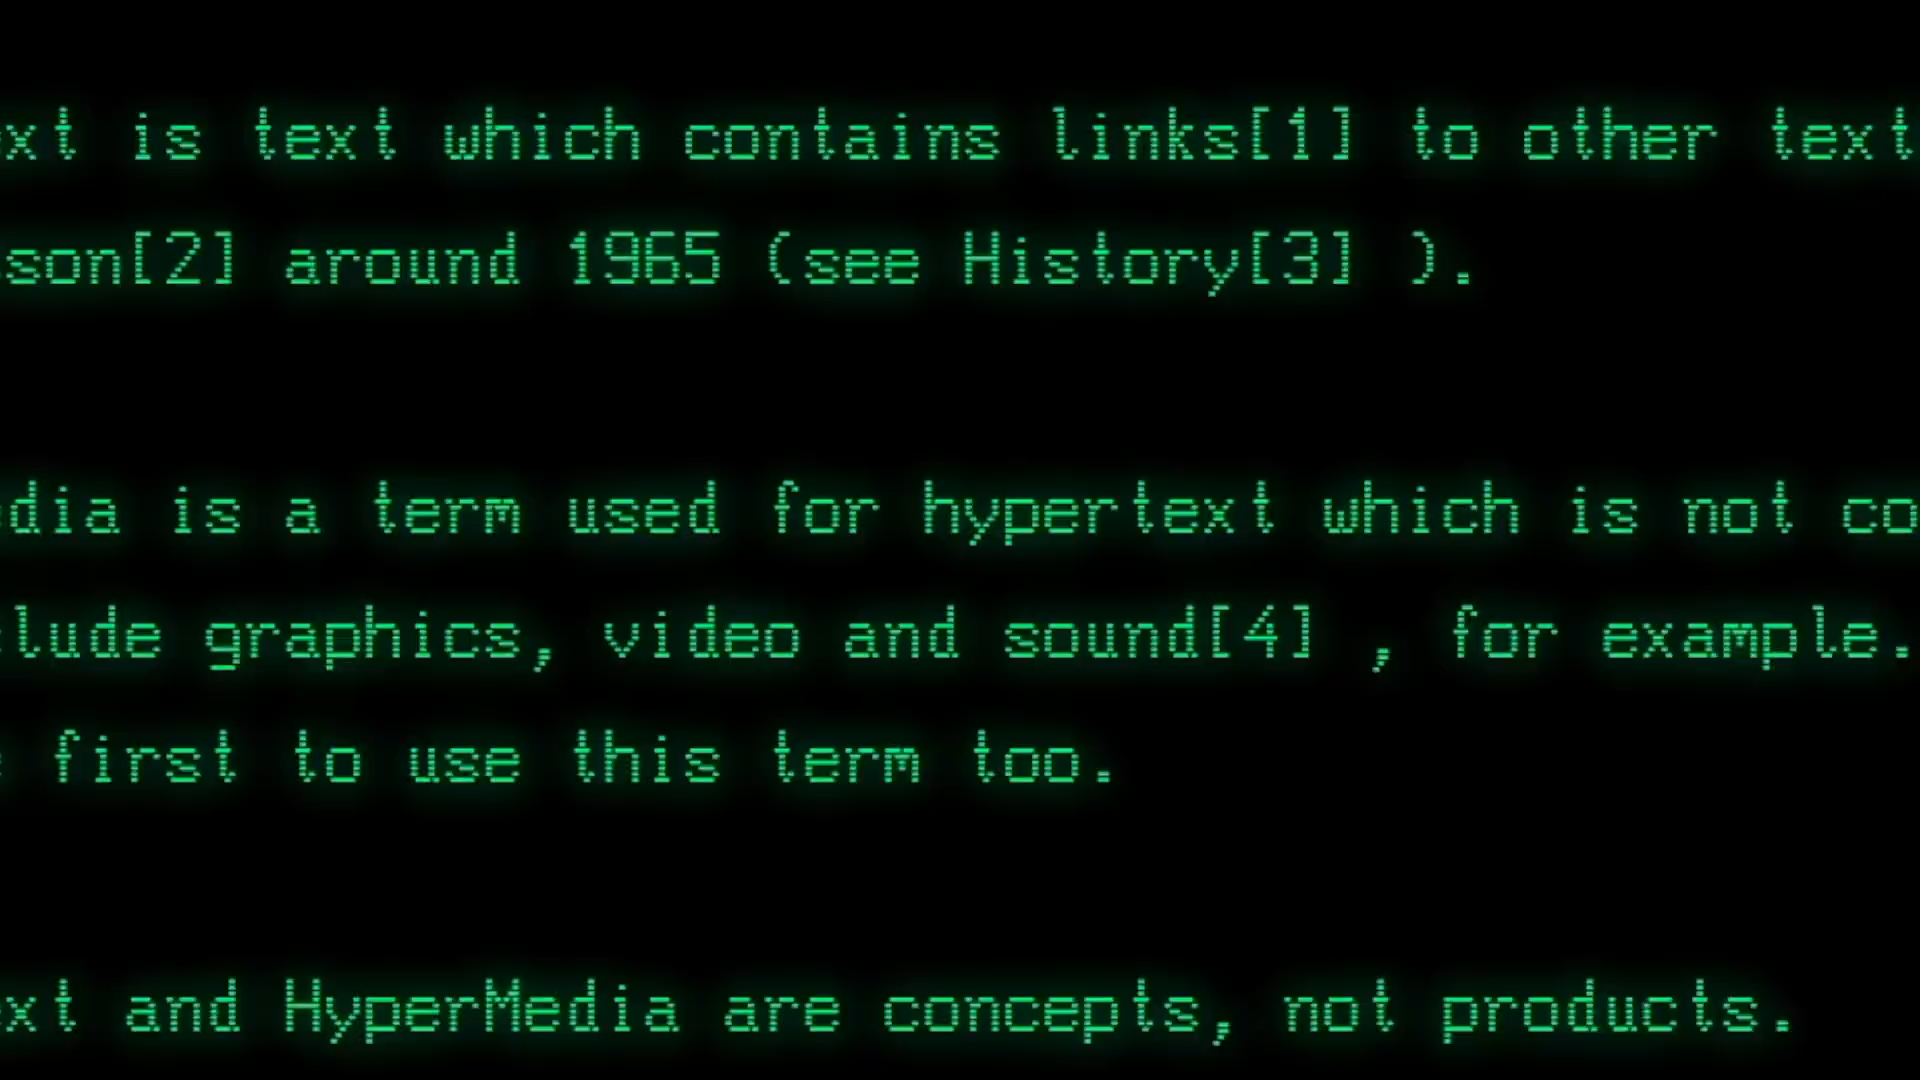 xt is text which contains links[1] to other text
son[2] around 1965 (see History[3] ).
dia is a term used for hypertext which is not co
lude graphics, video and sound[4] , for example.
first to use this term too.
xt and HyperMedia are concepts, not products.